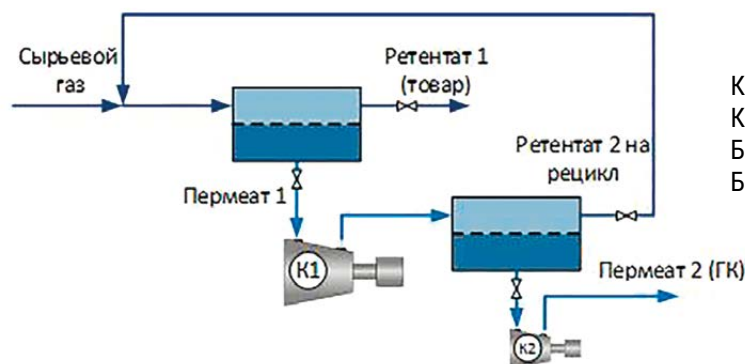 Сырьевой
газ
Ретентат 1
(товар)
Ретентат 2 на
рецикл
Пермеат 1
К1
К2
Пермеат 2 (ГК)
К
К
Б
Б